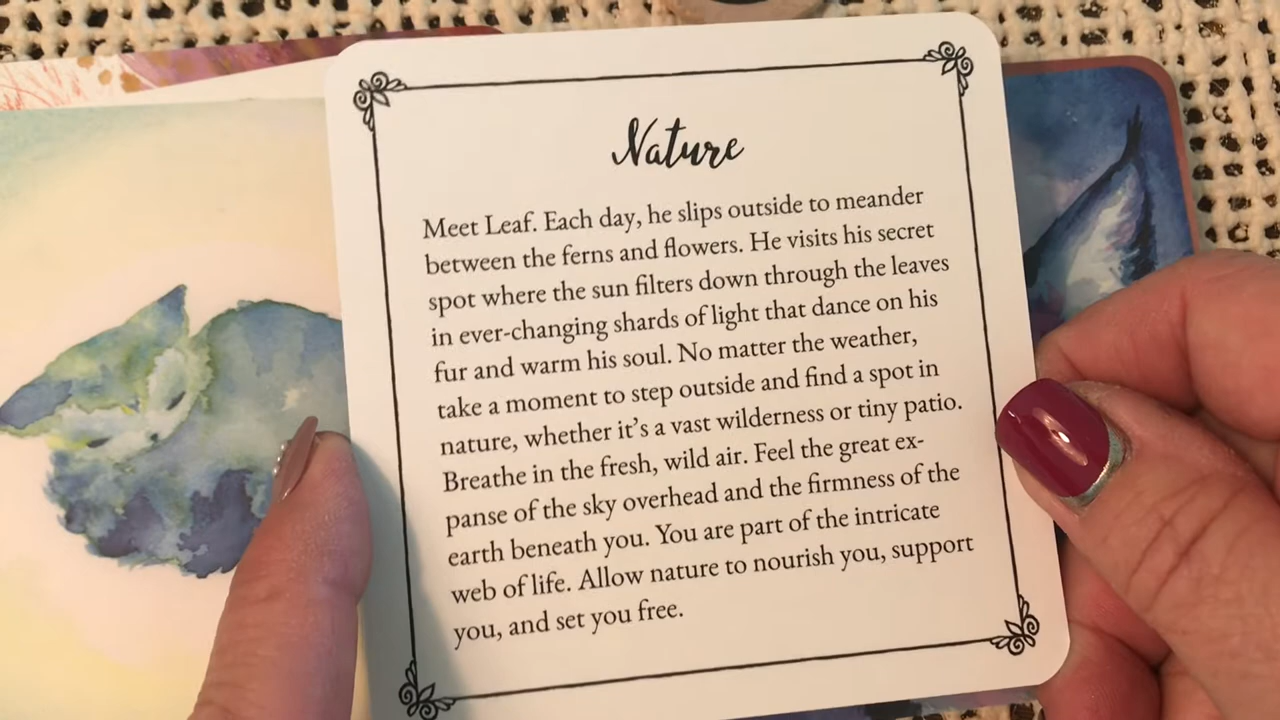 Nature
Meet Leaf. Each day, he slips outside to meander
between the ferns and flowers. He visits his secret
spot where the sun filters down through the leaves
in ever-changing shards of light that dance on his
fur and warm his soul. No matter the weather,
take a moment to step outside and find a spot in
nature, whether it’s a vast wilderness or tiny patio.
Breathe in the fresh, wild air. Feel the great ex-
panse of the sky overhead and the firmness of the
earth beneath you. You are part of the intricate
web of life. Allow nature to nourish you, support
you, and set you free.